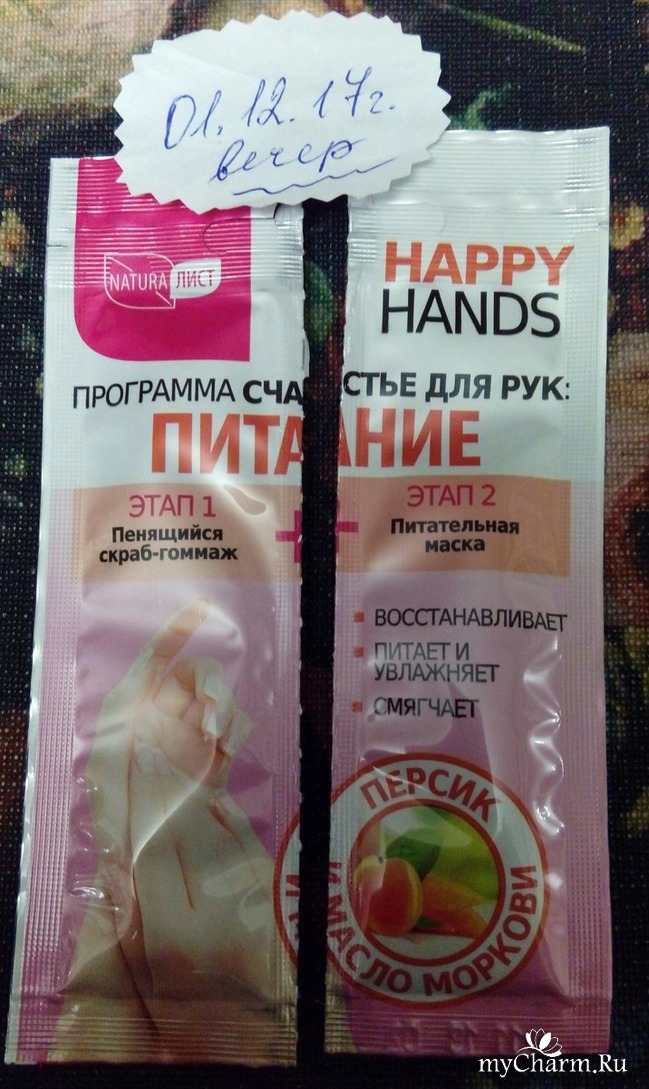 01.12.17г.
вечер
NATURA ЛИСТ
HAPPY
HANDS
ПРОГРАММА СЧАСТЬЕ ДЛЯ РУК:
ПИТАНИЕ
ЭТАП 1
Пенящийся
скраб-гоммаж
+
ЭТАП 2
Питательная
маска
ВОССТАНАВЛИВАЕТ
ПИТАЕТ И
УВЛАЖНЯЕТ
СМЯГЧАЕТ
ПЕРСИК
И МАСЛО МОРКОВИ
myCharm.Ru